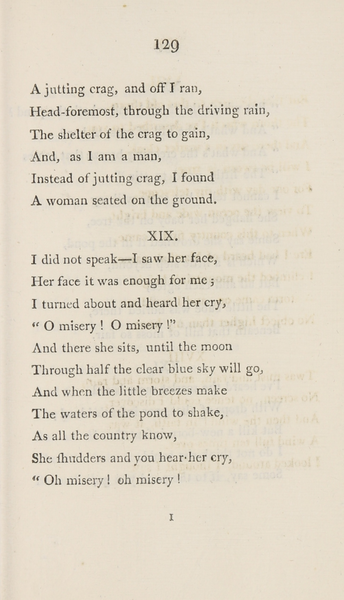 129
A jutting crag, and off I ran,
Head-foremost, through the driving rain,
The shelter of the crag to gain,
And, as I am a man,
Instead of jutting crag, I found
A woman seated on the ground.
XIX.
I did not speak—I saw her face,
Her face it was enough for me;
I turned about and heard her cry,
“ O misery! O misery!”
And there she sits, until the moon
Through half the clear blue sky will go,
And when the little breezes make
The waters of the pond to shake,
As all the country know,
She ſhudders and you hear her cry,
“ Oh misery! oh misery!
I